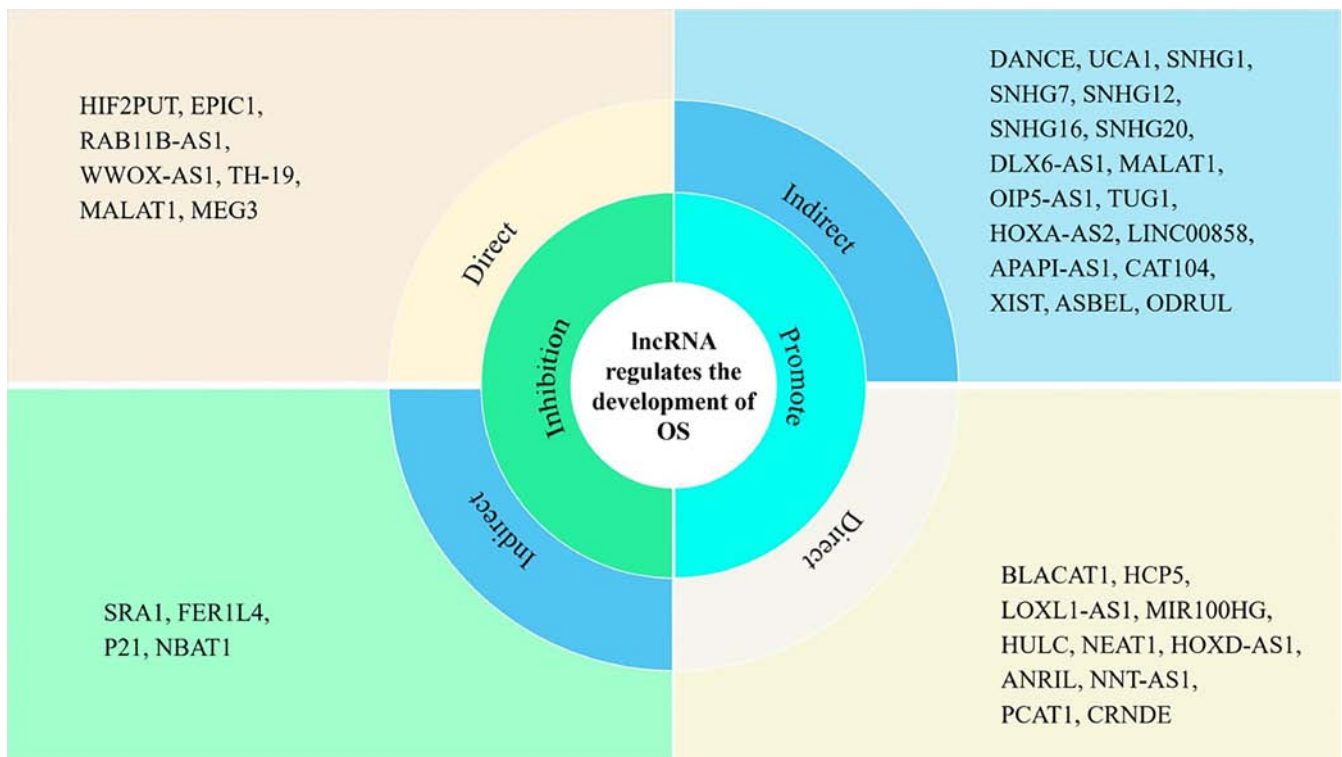 HIF2PUT, EPIC1,
RAB11B-AS1,
WWOX-AS1, TH-19,
MALAT1, MEG3
DANCE, UCA1, SNHG1,
SNHG7, SNHG12,
SNHG16, SNHG20,
DLX6-AS1, MALAT1,
OIP5-AS1, TUG1,
HOXA-AS2, LINC00858,
APAPI-AS1, CAT104,
XIST, ASBEL, ODRUL
Direct
Indirect
Inhibition
lncRNA
regulates the
development of
OS
Promote
Indirect
Direct
SRA1, FER1L4,
P21, NBAT1
BLACAT1, HCP5,
LOXL1-AS1, MIR100HG,
HULC, NEAT1, HOXD-AS1,
ANRIL, NNT-AS1,
PCAT1, CRNDE